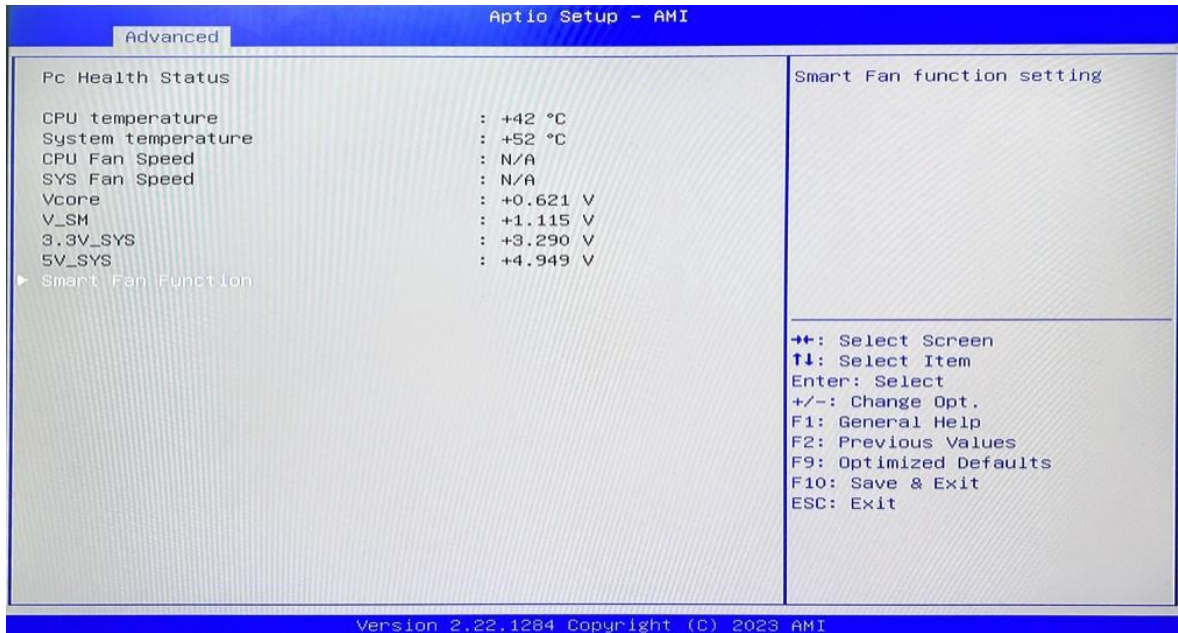 Aptio Setup - AMI
Advanced
Pc Health Status
CPU temperature : +42 °C
System temperature : +52 °C
CPU Fan Speed : N/A
SYS Fan Speed : N/A
Vcore : +0.621 V
V_SM : +1.115 V
3.3V_SYS : +3.290 V
5V_SYS : +4.949 V
▶ Smart Fan Function
Smart Fan function setting
→←: Select Screen
↑↓: Select Item
Enter: Select
+/-: Change Opt.
F1: General Help
F2: Previous Values
F9: Optimized Defaults
F10: Save & Exit
ESC: Exit
Version 2.22.1284 Copyright (C) 2023 AMI